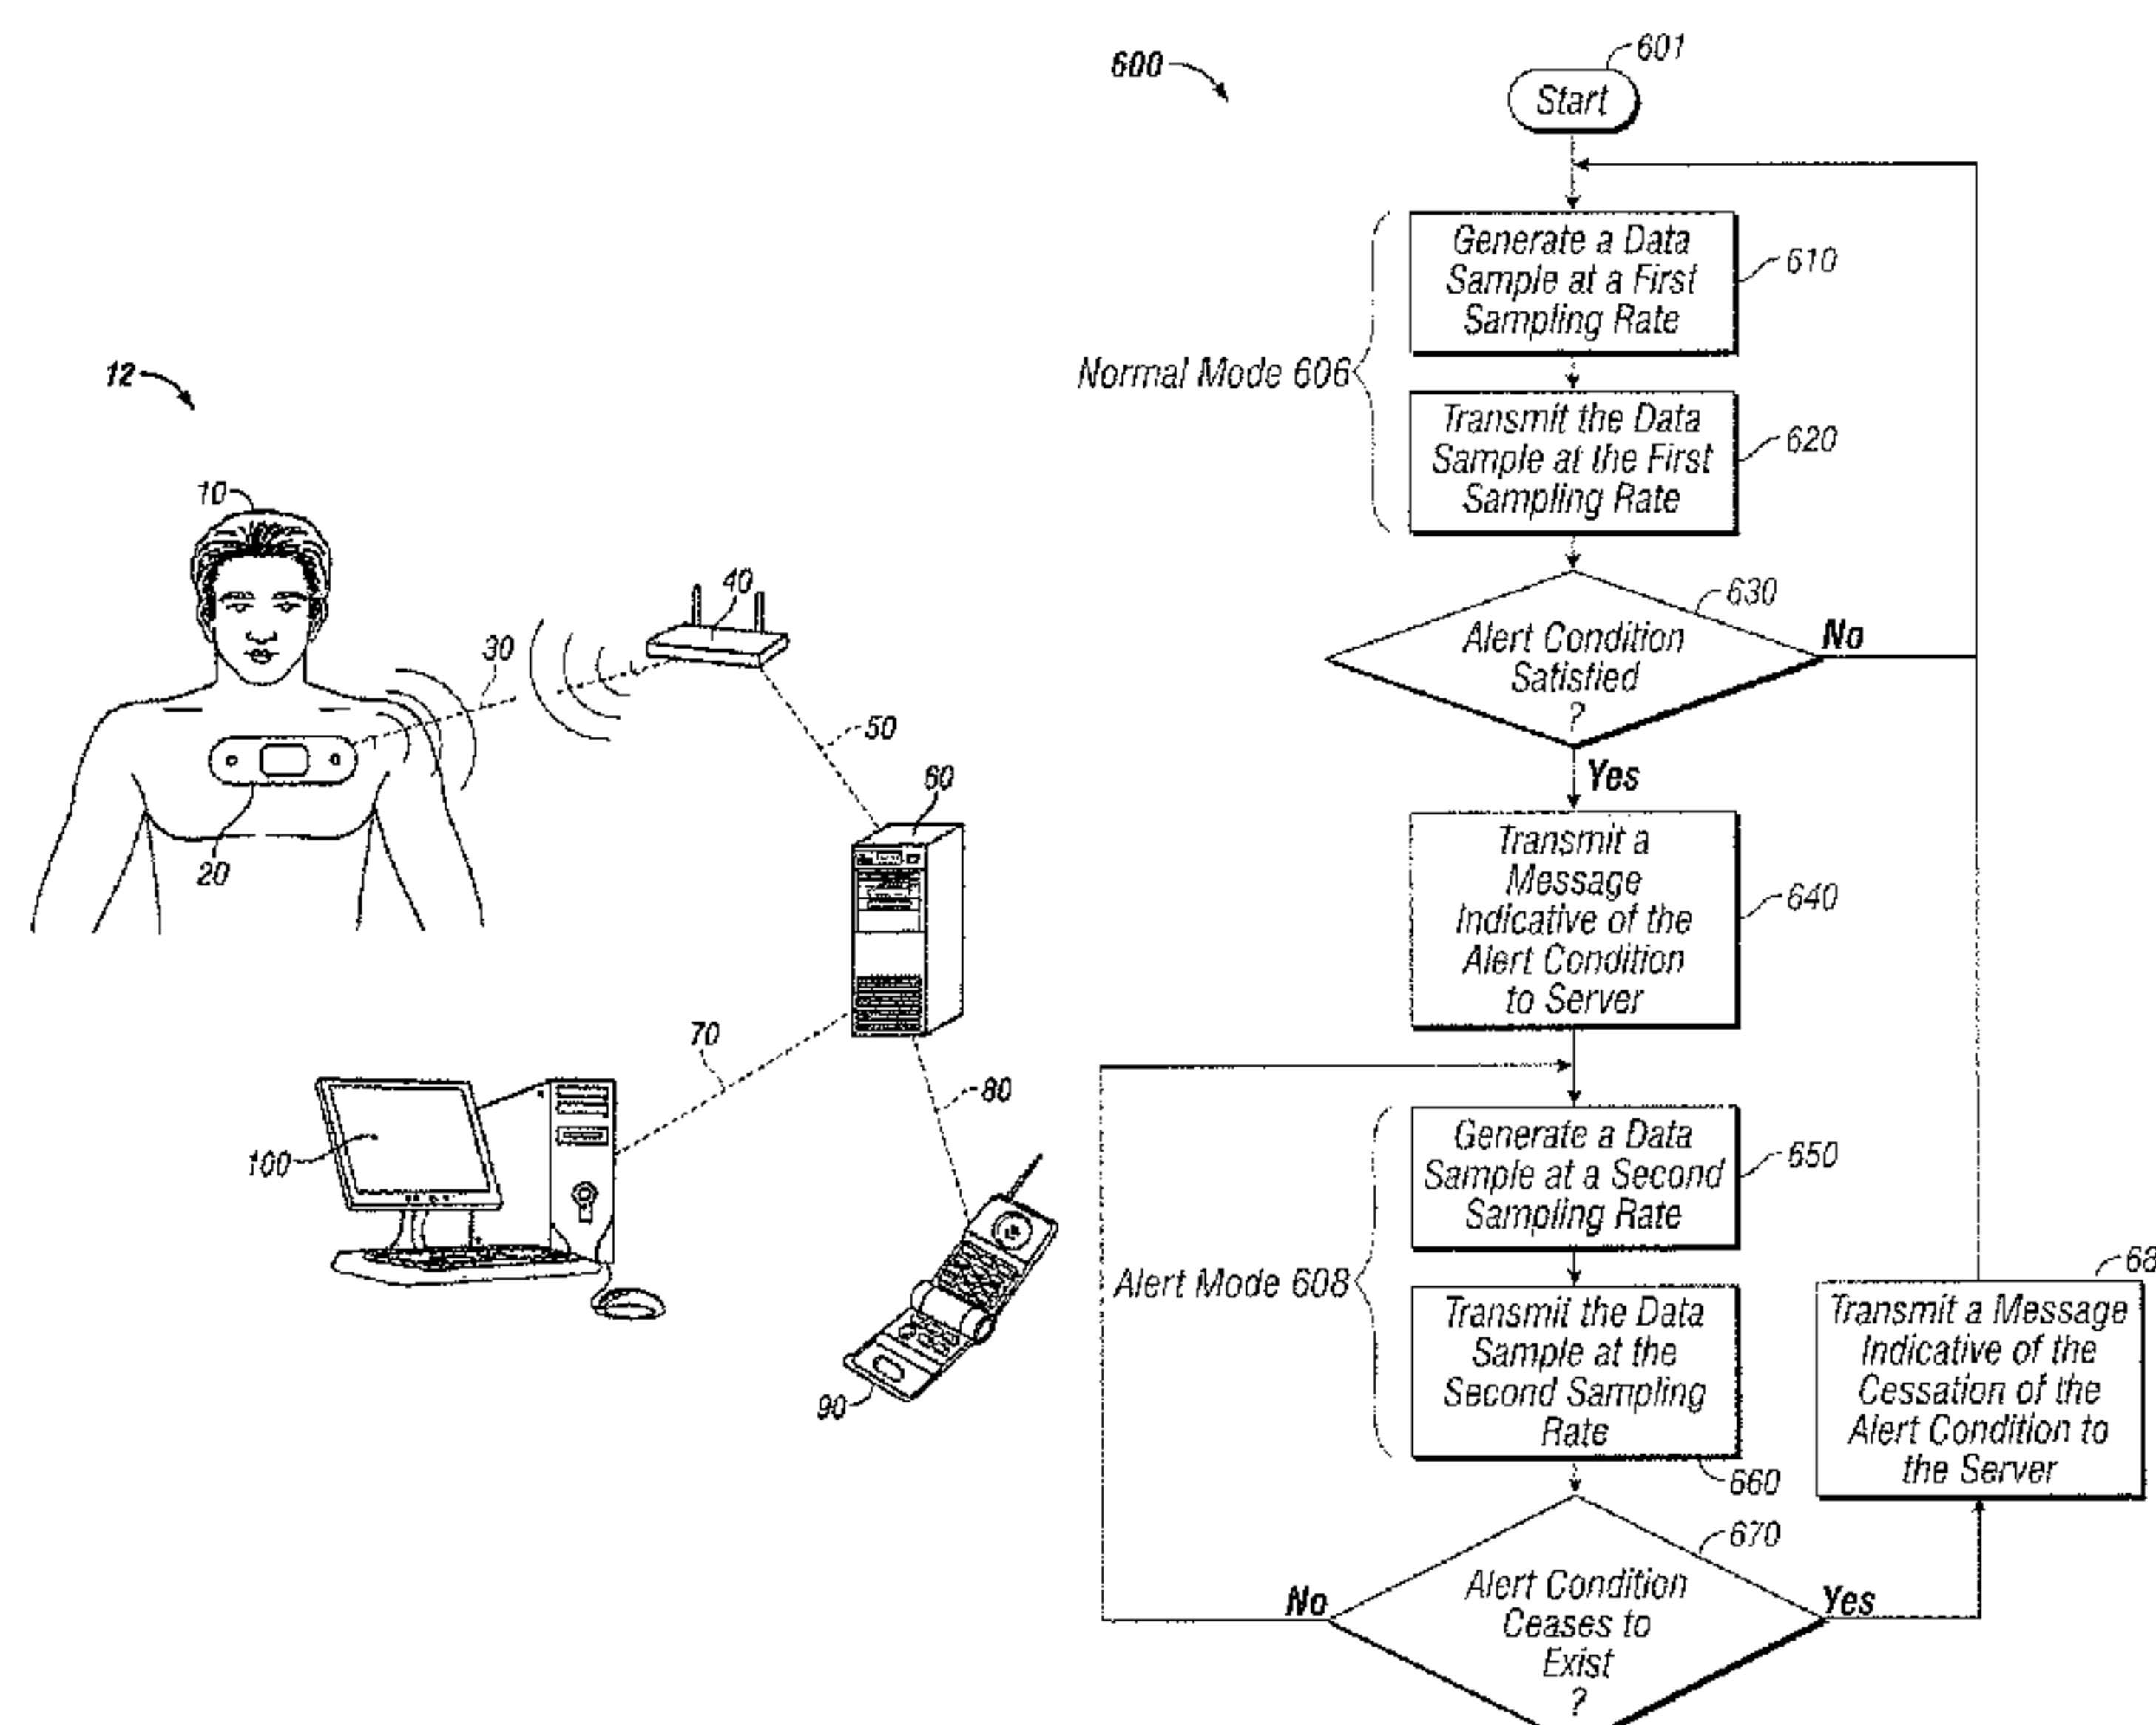 12
10
20
30
40
50
60
70
80
90
100
600
601
Start
Generate a Data
Sample at a First
Sampling Rate
610
Normal Mode 606
Transmit the Data
Sample at the First
Sampling Rate
620
Alert Condition
Satisfied
?
630
No
Yes
Transmit a
Message
Indicative of the
Alert Condition
to Server
640
Generate a Data
Sample at a Second
Sampling Rate
650
Alert Mode 608
Transmit the Data
Sample at the
Second Sampling
Rate
660
Alert Condition
Ceases to
Exist
?
670
No
Yes
Transmit a Message
Indicative of the
Cessation of the
Alert Condition to
the Server